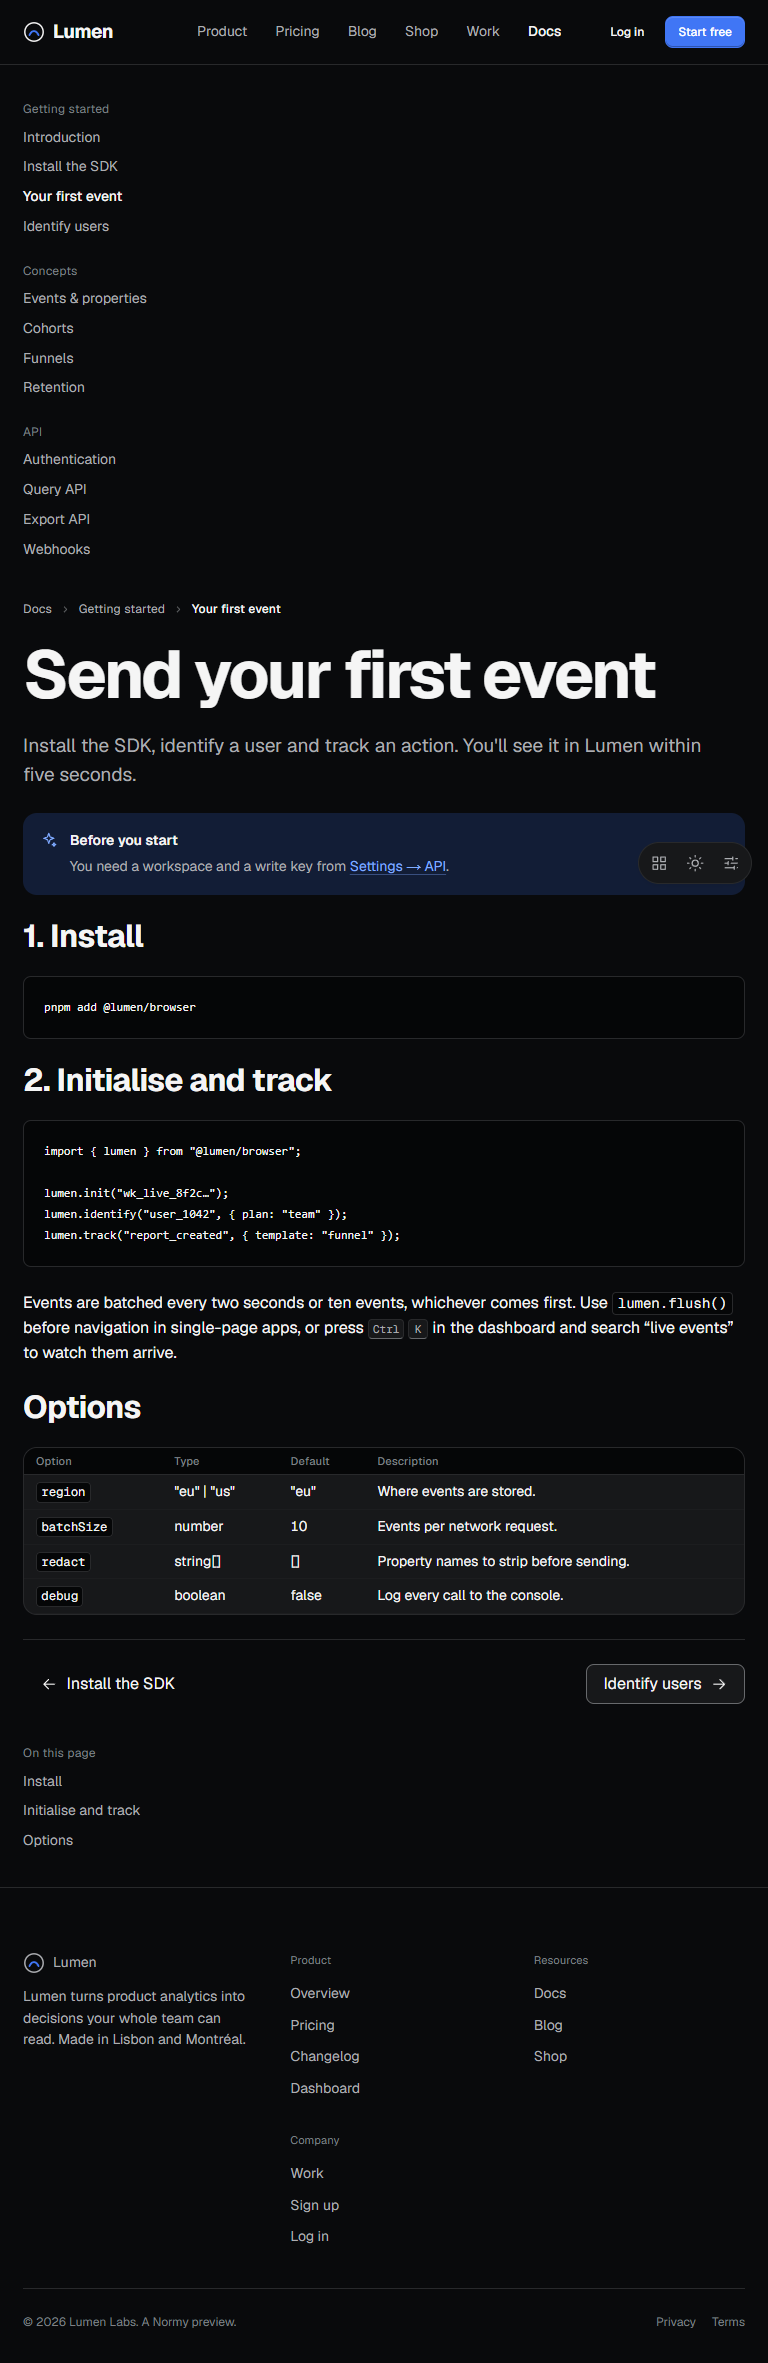 Lumen
Product Pricing Blog Shop Work Docs Log in Start free
Getting started
Introduction
Install the SDK
Your first event
Identify users
Concepts
Events & properties
Cohorts
Funnels
Retention
API
Authentication
Query API
Export API
Webhooks
Docs › Getting started › Your first event
Send your first event
Install the SDK, identify a user and track an action. You'll see it in Lumen within
five seconds.
Before you start
You need a workspace and a write key from Settings → API.
1. Install
pnpm add @lumen/browser
2. Initialise and track
import { lumen } from "@lumen/browser";
lumen.init("wk_live_8f2c…");
lumen.identify("user_1042", { plan: "team" });
lumen.track("report_created", { template: "funnel" });
Events are batched every two seconds or ten events, whichever comes first. Use lumen.flush()
before navigation in single-page apps, or press Ctrl K in the dashboard and search “live events”
to watch them arrive.
Options
Option Type Default Description
region "eu" | "us" "eu" Where events are stored.
batchSize number 10 Events per network request.
redact string[] [] Property names to strip before sending.
debug boolean false Log every call to the console.
← Install the SDK
Identify users →
On this page
Install
Initialise and track
Options
Lumen
Lumen turns product analytics into
decisions your whole team can
read. Made in Lisbon and Montréal.
Product
Overview
Pricing
Changelog
Dashboard
Resources
Docs
Blog
Shop
Company
Work
Sign up
Log in
© 2026 Lumen Labs. A Normy preview.
Privacy Terms